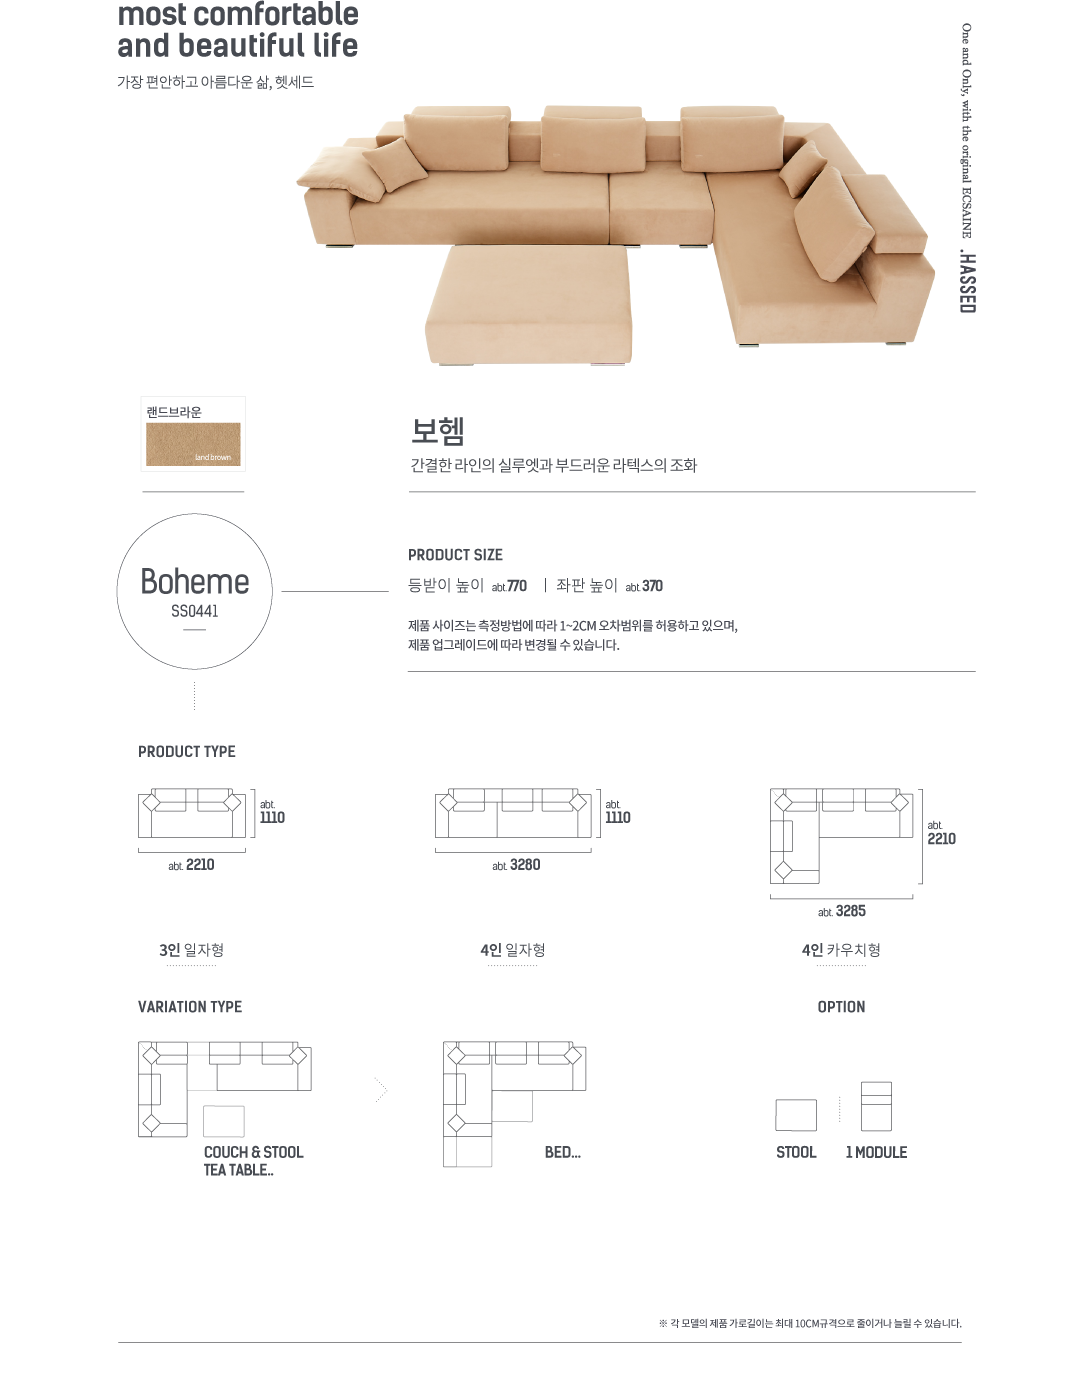 most comfortable
and beautiful life
가장 편안하고 아름다운 삶, 헷세드
One and Only, with the original ECSAINE .HASSED
랜드브라운
land brown
보헴
간결한 라인의 실루엣과 부드러운 라텍스의 조화
Boheme
SS0441
PRODUCT SIZE
등받이 높이 abt.770 | 좌판 높이 abt.370
제품 사이즈는 측정방법에 따라 1~2CM 오차범위를 허용하고 있으며,
제품 업그레이드에 따라 변경될 수 있습니다.
PRODUCT TYPE
abt.
1110
abt. 2210
3인 일자형
abt.
1110
abt. 3280
4인 일자형
abt.
2210
abt. 3285
4인 카우치형
VARIATION TYPE
COUCH & STOOL
TEA TABLE..
BED...
OPTION
STOOL
1 MODULE
※ 각 모델의 제품 가로길이는 최대 10CM규격으로 줄이거나 늘릴 수 있습니다.